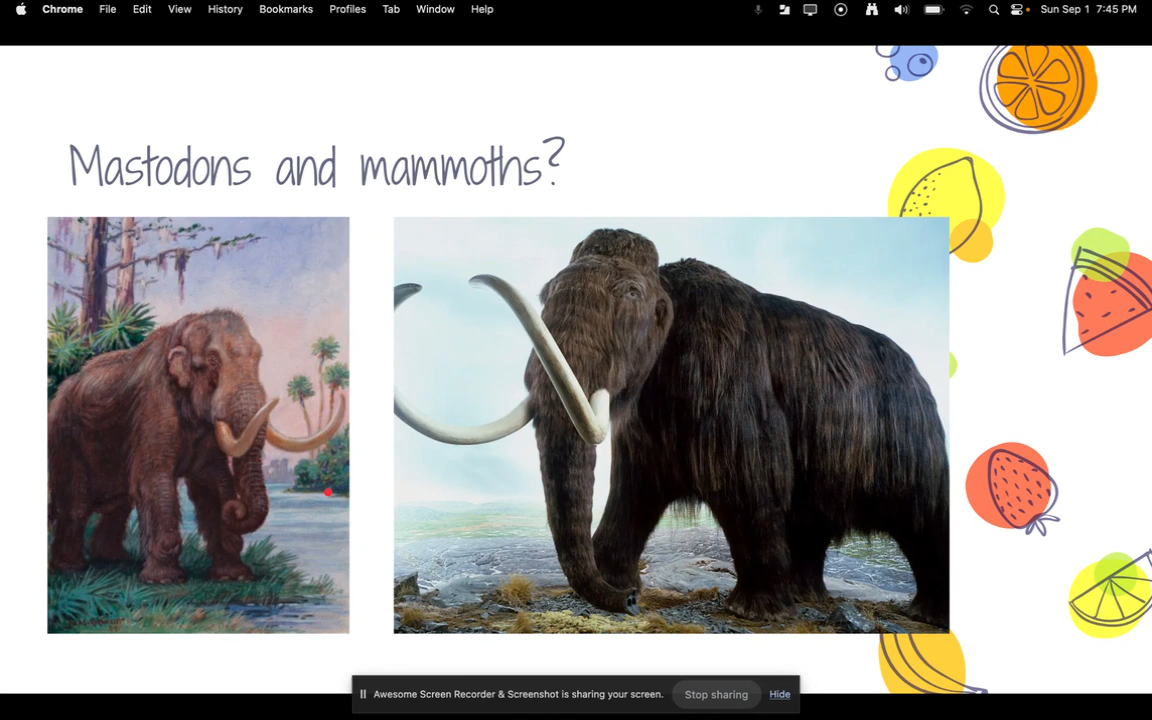 Chrome File Edit View History Bookmarks Profiles Tab Window Help Sun Sep 1 7:45 PM
Mastodons and mammoths?
Awesome Screen Recorder & Screenshot is sharing your screen. Stop sharing Hide